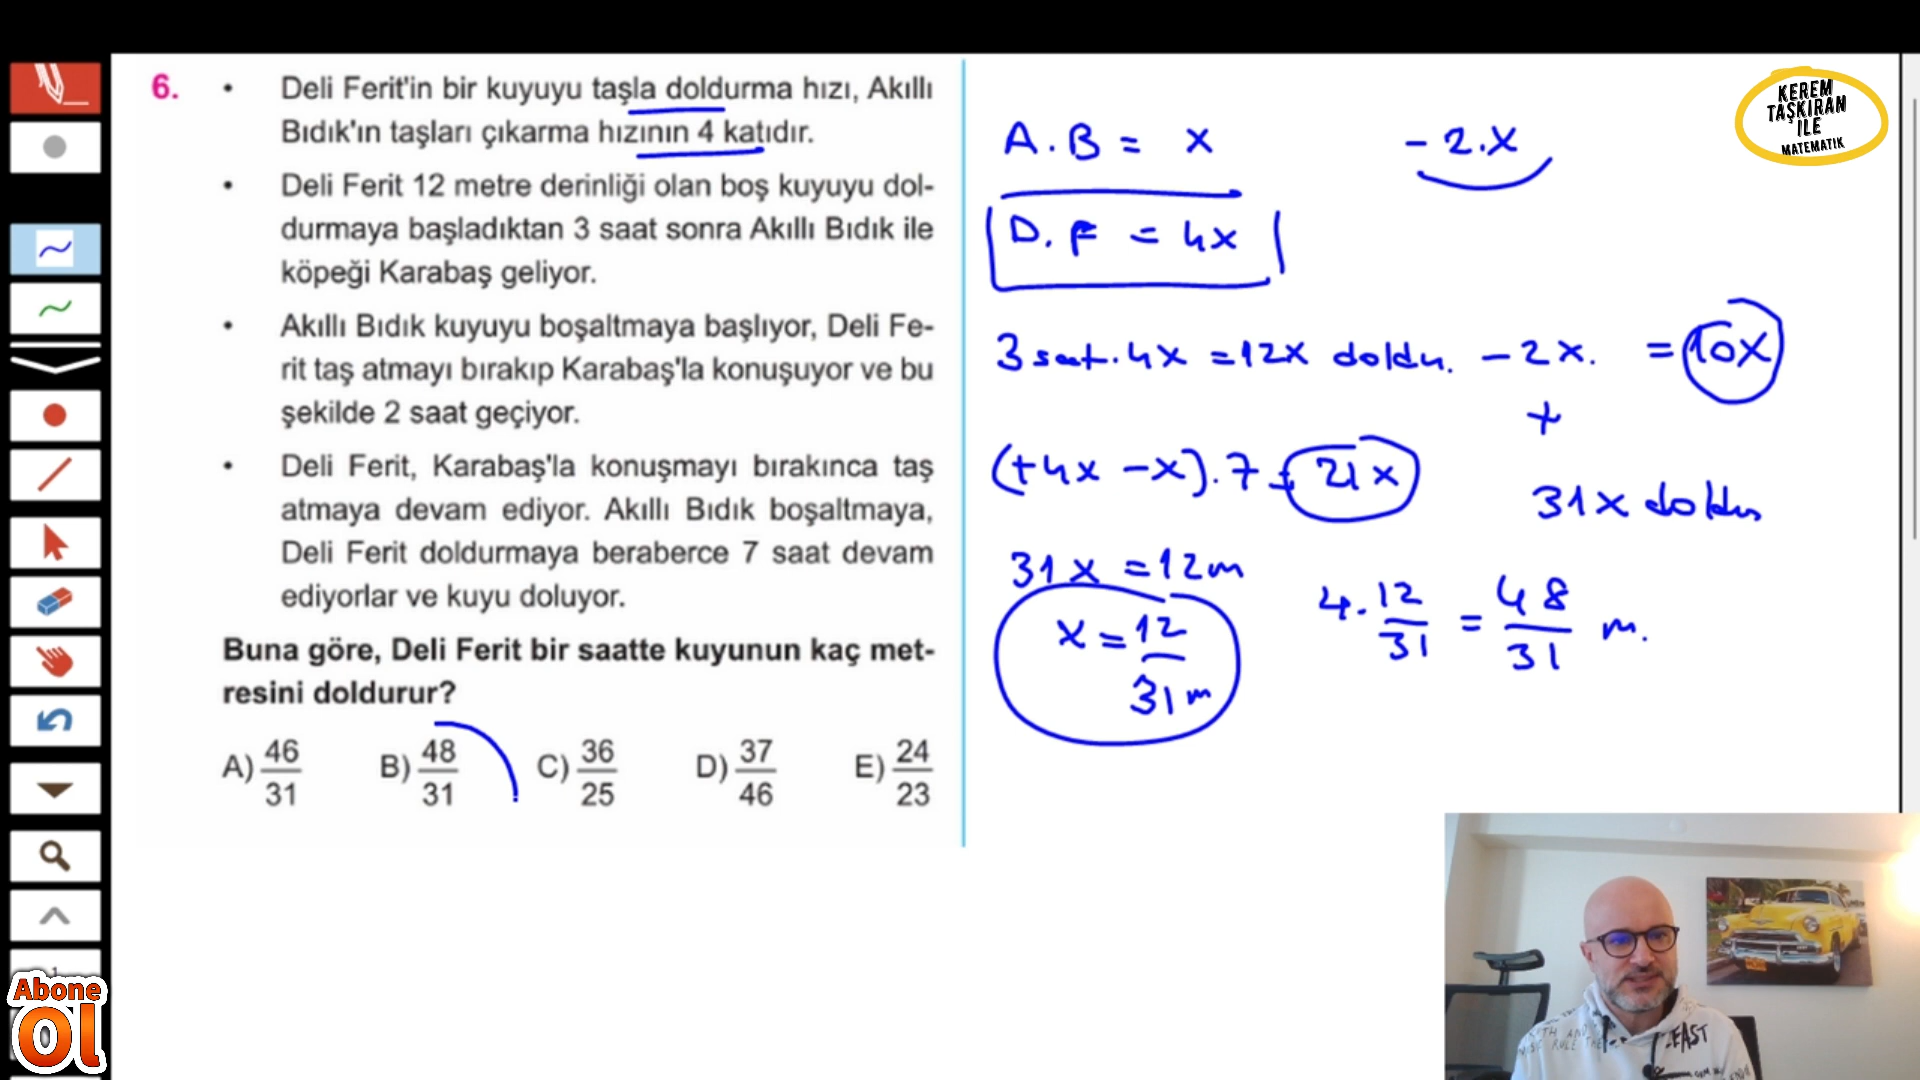 6.
• Deli Ferit'in bir kuyuyu taşla doldurma hızı, Akıllı
Bıdık'ın taşları çıkarma hızının 4 katıdır.
• Deli Ferit 12 metre derinliği olan boş kuyuyu dol-
durmaya başladıktan 3 saat sonra Akıllı Bıdık ile
köpeği Karabaş geliyor.
• Akıllı Bıdık kuyuyu boşaltmaya başlıyor, Deli Fe-
rit taş atmayı bırakıp Karabaş'la konuşuyor ve bu
şekilde 2 saat geçiyor.
• Deli Ferit, Karabaş'la konuşmayı bırakınca taş
atmaya devam ediyor. Akıllı Bıdık boşaltmaya,
Deli Ferit doldurmaya beraberce 7 saat devam
ediyorlar ve kuyu doluyor.
Buna göre, Deli Ferit bir saatte kuyunun kaç met-
resini doldurur?
A) 46/31 B) 48/31 C) 36/25 D) 37/46 E) 24/23
A.B = x
- 2.x
D.F = 4x
3 saat.4x = 12x doldu. - 2x. = 10x
+
(+4x - x).7 = 21x
31x doldu
31x = 12m
x = 12/31 m
4. 12/31 = 48/31 m.
KEREM
TAŞKIRAN
İLE
MATEMATİK
Abone
Ol
EAST